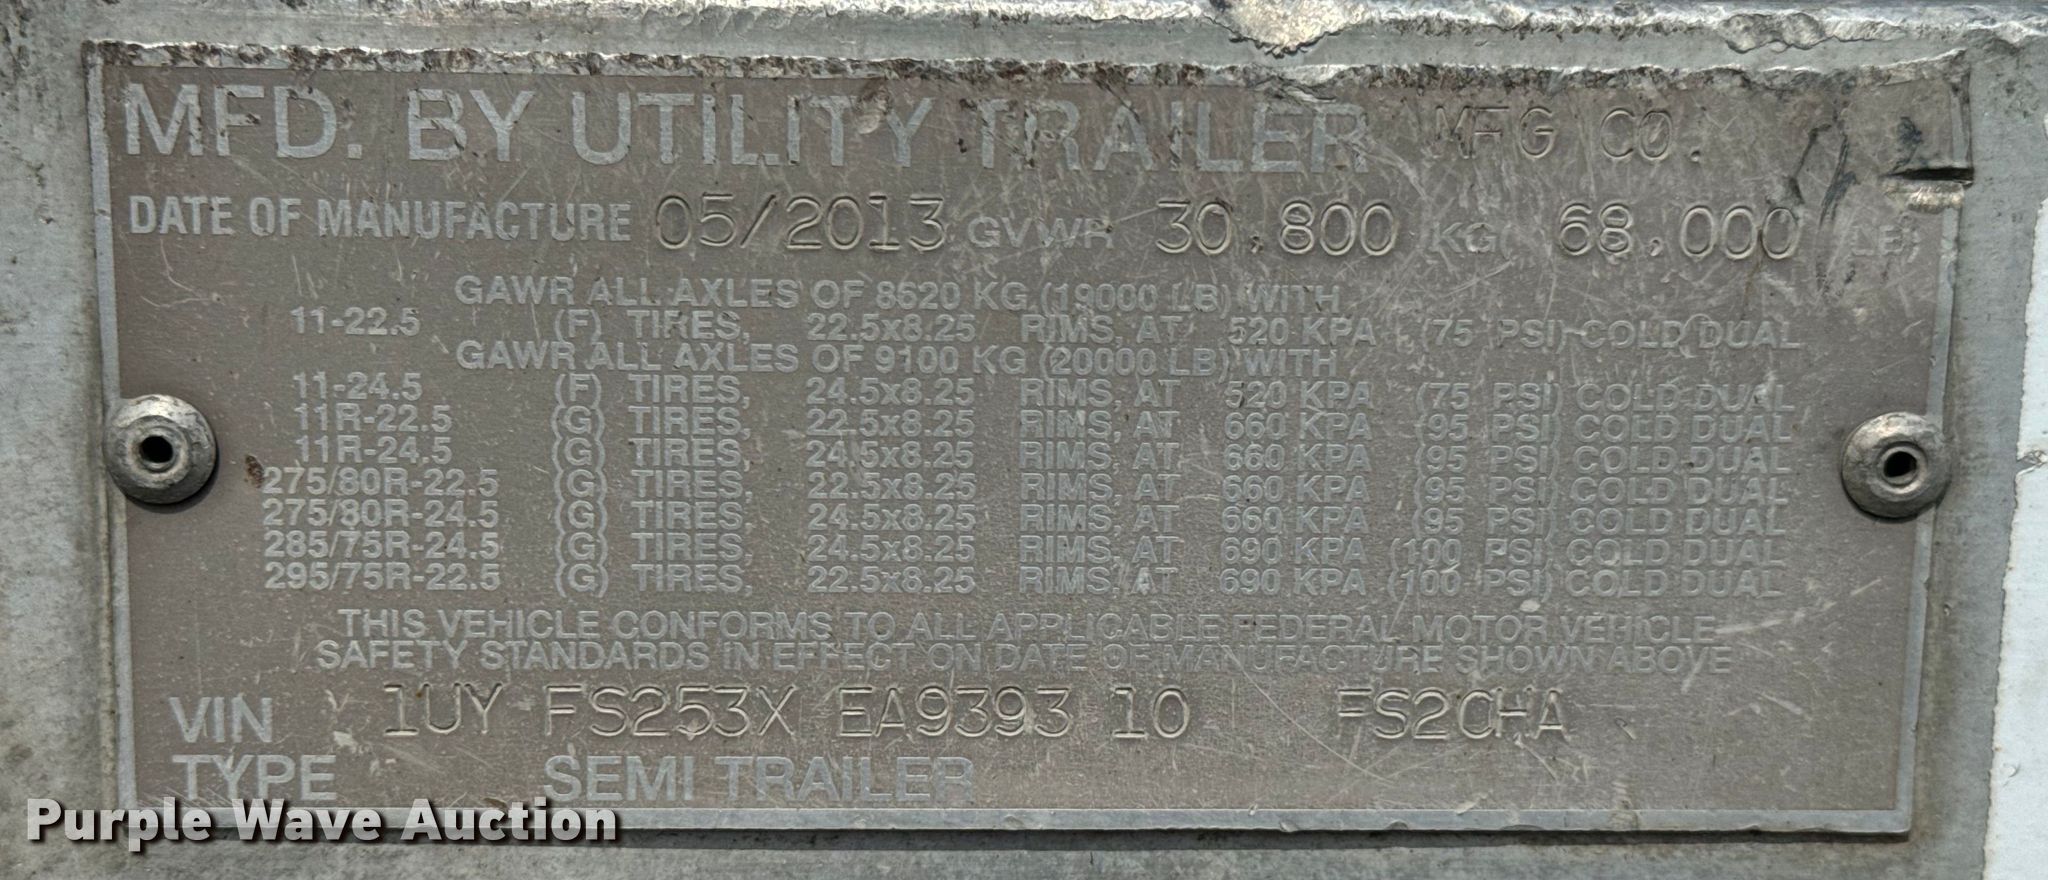 MFD. BY UTILITY TRAILER MFG CO.
DATE OF MANUFACTURE 05/2013 GVWR 30,800 KG( 68,000 LB)
GAWR ALL AXLES OF 8620 KG (19000 LB) WITH
11-22.5 (F) TIRES, 22.5x8.25 RIMS, AT 520 KPA (75 PSI) COLD DUAL
GAWR ALL AXLES OF 9100 KG (20000 LB) WITH
11-24.5 (F) TIRES, 24.5x8.25 RIMS, AT 520 KPA (75 PSI) COLD DUAL
11R-22.5 (G) TIRES, 22.5x8.25 RIMS, AT 660 KPA (95 PSI) COLD DUAL
11R-24.5 (G) TIRES, 24.5x8.25 RIMS, AT 660 KPA (95 PSI) COLD DUAL
275/80R-22.5 (G) TIRES, 22.5x8.25 RIMS, AT 660 KPA (95 PSI) COLD DUAL
275/80R-24.5 (G) TIRES, 24.5x8.25 RIMS, AT 660 KPA (95 PSI) COLD DUAL
285/75R-24.5 (G) TIRES, 24.5x8.25 RIMS, AT 690 KPA (100 PSI) COLD DUAL
295/75R-22.5 (G) TIRES, 22.5x8.25 RIMS, AT 690 KPA (100 PSI) COLD DUAL
THIS VEHICLE CONFORMS TO ALL APPLICABLE FEDERAL MOTOR VEHICLE
SAFETY STANDARDS IN EFFECT ON DATE OF MANUFACTURE SHOWN ABOVE
VIN 1UY FS253X EA9393 10 FS2CHA
TYPE SEMI TRAILER
Purple Wave Auction